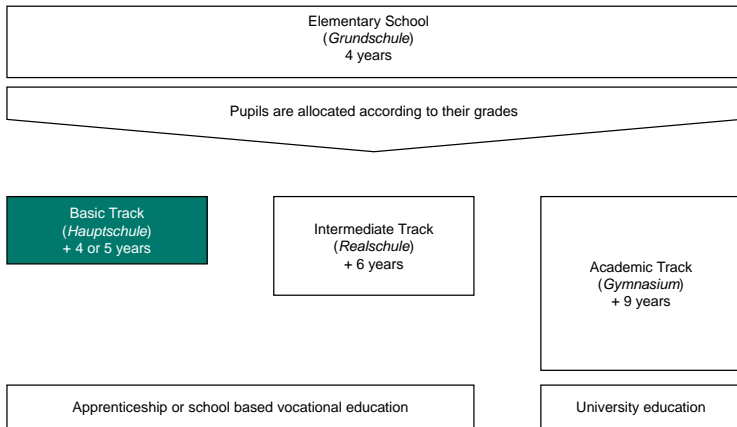 Elementary School
(Grundschule)
4 years
Pupils are allocated according to their grades
Basic Track
(Hauptschule)
+ 4 or 5 years
Intermediate Track
(Realschule)
+ 6 years
Academic Track
(Gymnasium)
+ 9 years
Apprenticeship or school based vocational education
University education